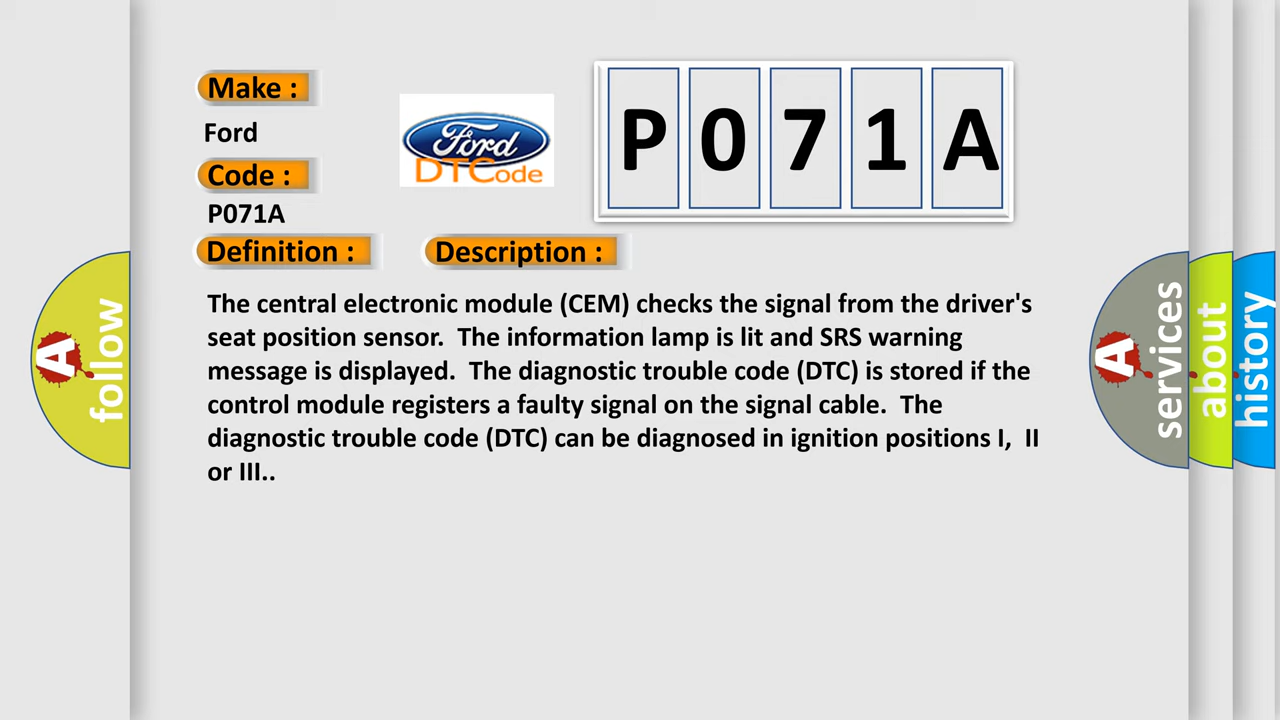 Make :
Ford
Code :
P071A
Definition :
Description :
Ford
DTCode
P071A
The central electronic module (CEM) checks the signal from the driver's
seat position sensor  The information lamp is lit and SRS warning
message is displayed  The diagnostic trouble code (DTC) is stored if the
control module registers a faulty signal on the signal cable  The
diagnostic trouble code (DTC) can be diagnosed in ignition positions I,  II
or III..
A follow
A services
about
history